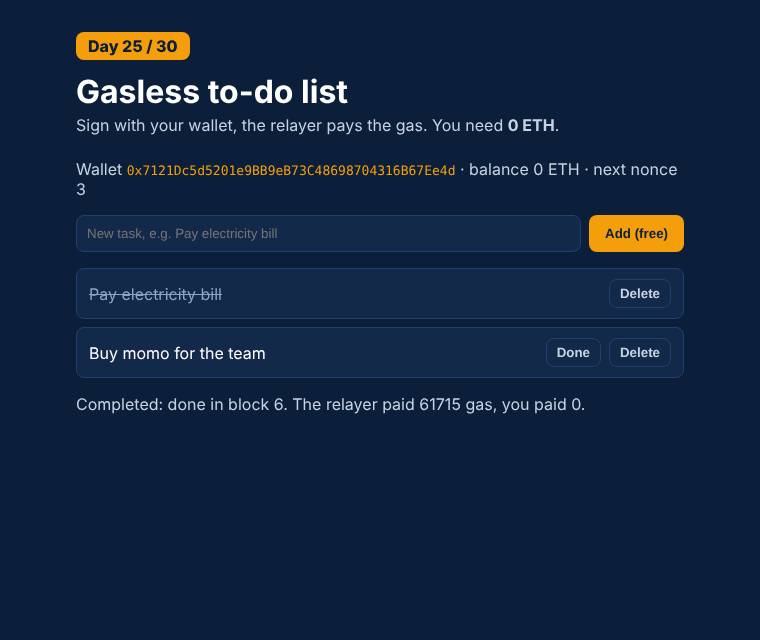 Day 25 / 30
Gasless to-do list
Sign with your wallet, the relayer pays the gas. You need 0 ETH.
Wallet 0x7121Dc5d5201e9BB9eB73C48698704316B67Ee4d · balance 0 ETH · next nonce
3
New task, e.g. Pay electricity bill
Add (free)
Pay electricity bill
Delete
Buy momo for the team
Done
Delete
Completed: done in block 6. The relayer paid 61715 gas, you paid 0.